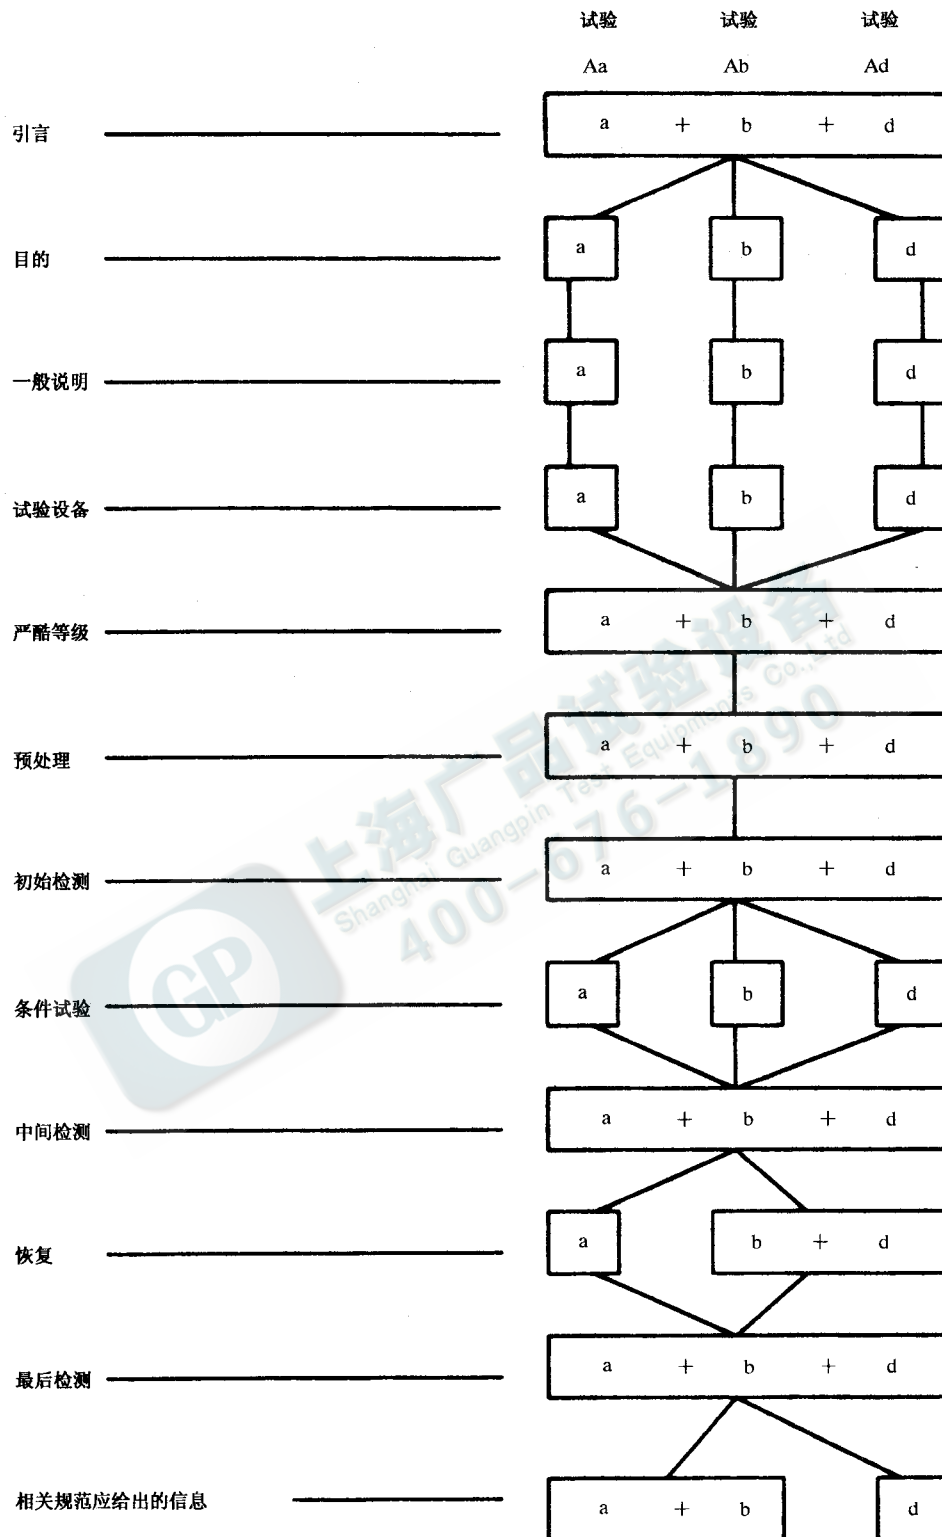 试验 试验 试验
Aa Ab Ad
引言 a + b + d
目的 a b d
一般说明 a b d
试验设备 a b d
严酷等级 a + b + d
预处理 a + b + d
初始检测 a + b + d
条件试验 a b d
中间检测 a + b + d
恢复 a b + d
最后检测 a + b + d
相关规范应给出的信息 a + b d
上海广品试验设备
Shanghai Guangpin Test Equipments Co.,Ltd
400-676-1890
GP